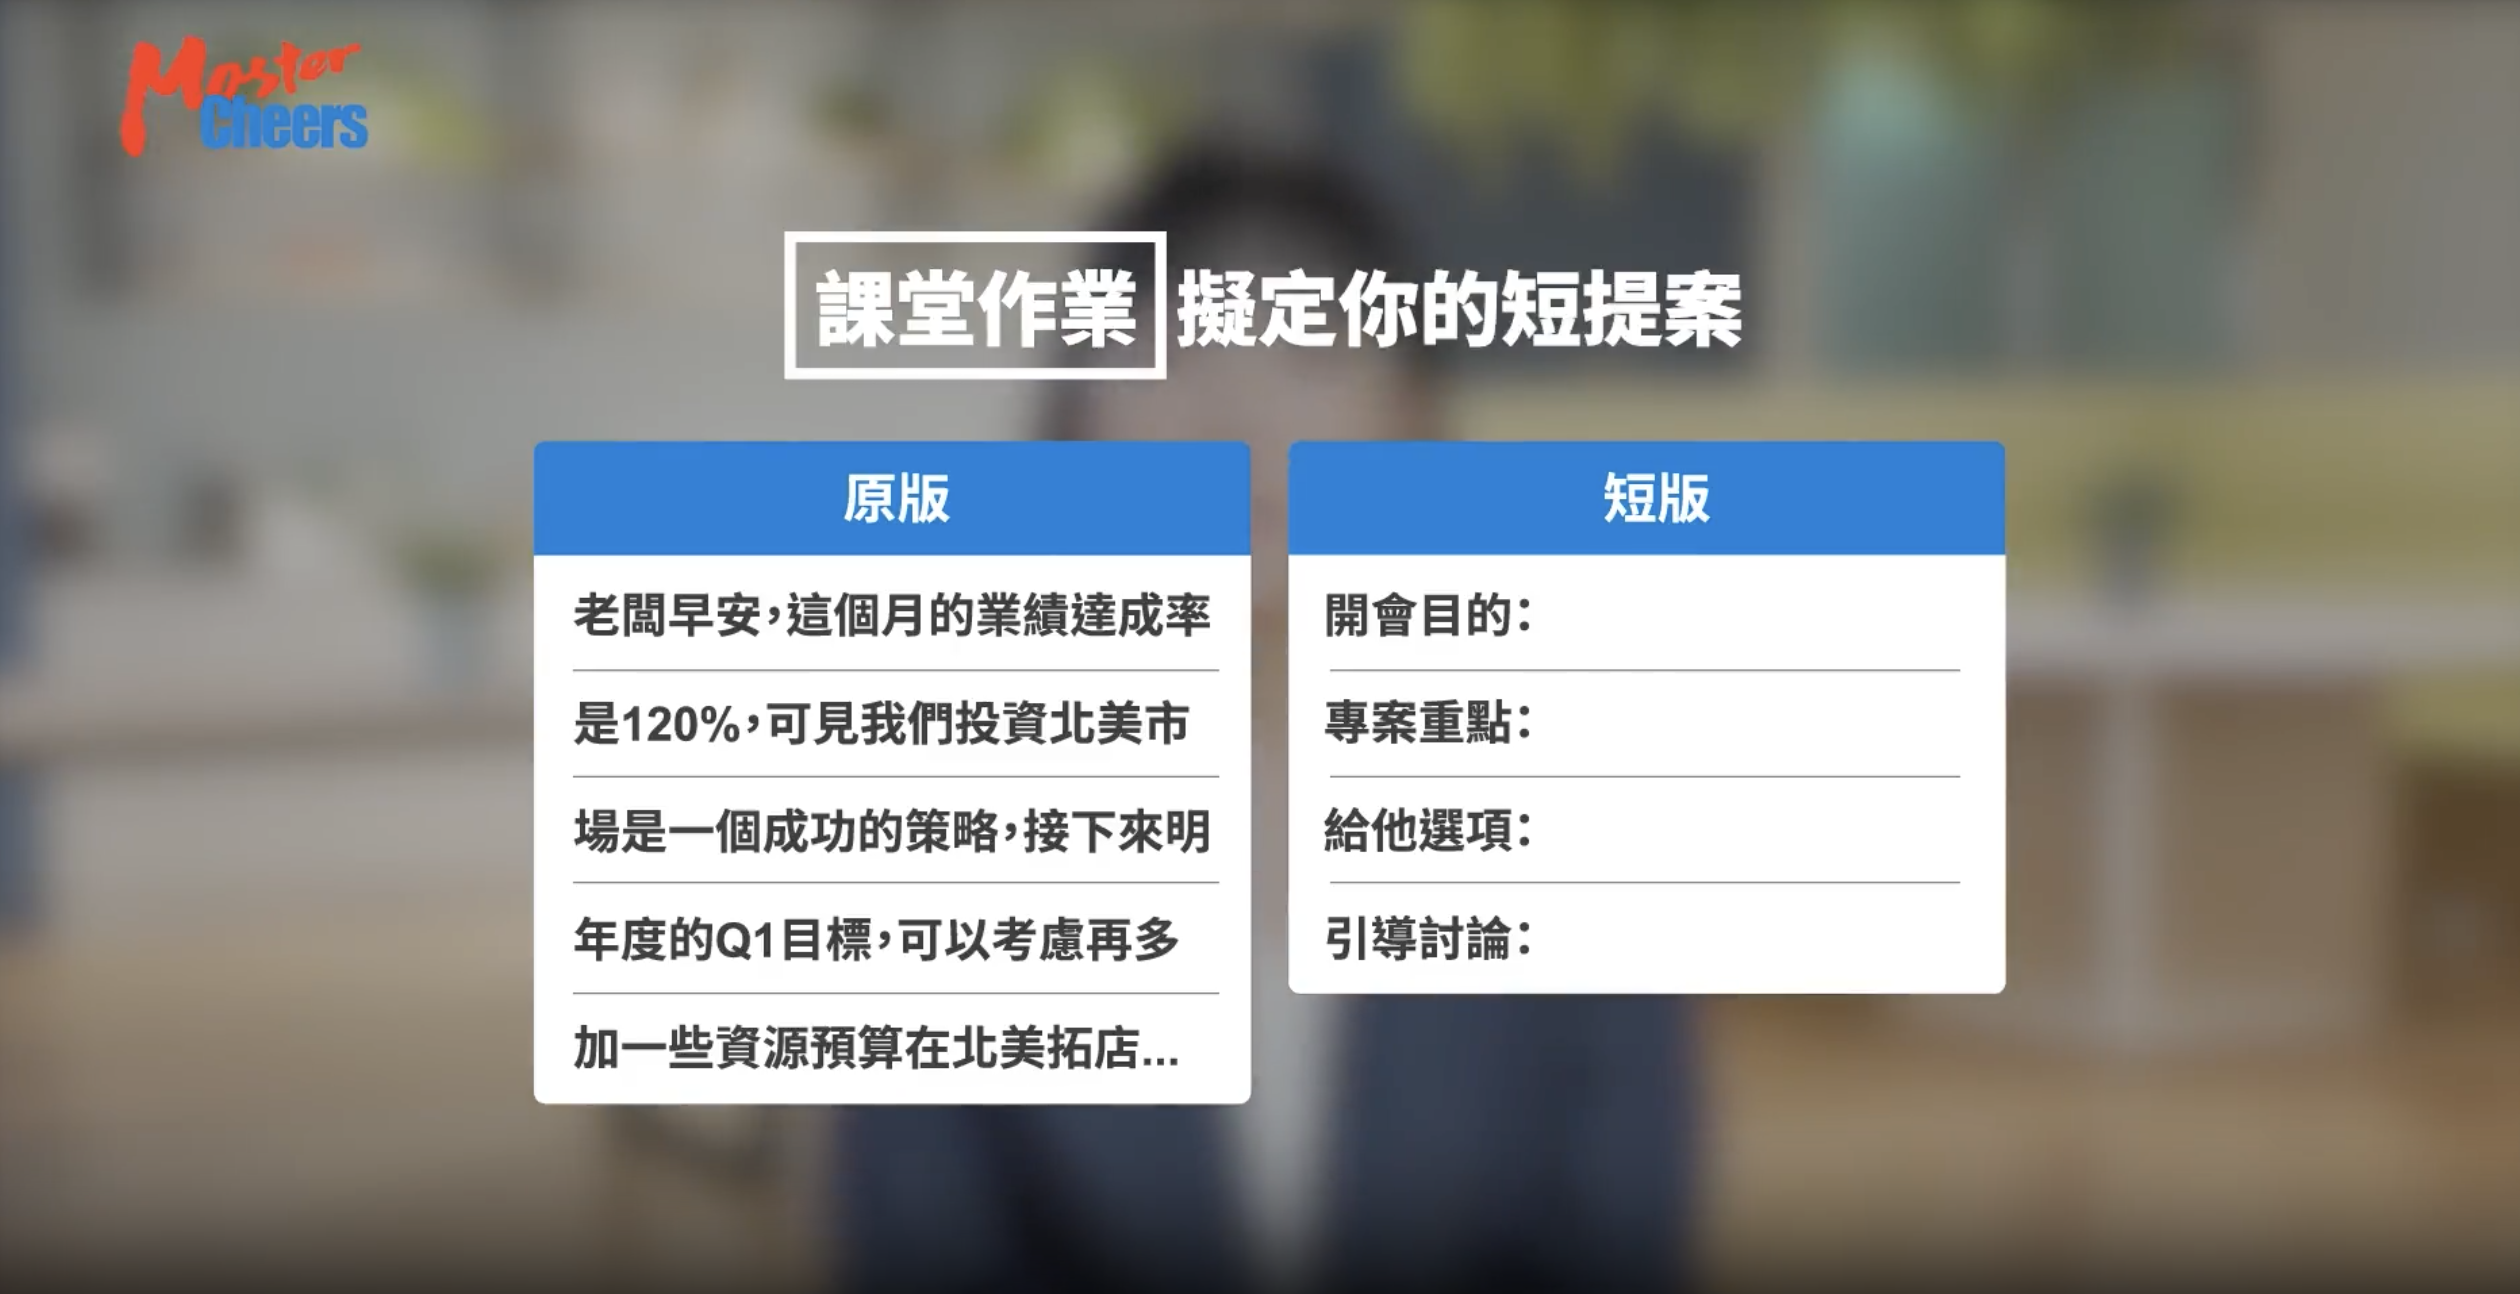 Master
Cheers
課堂作業 擬定你的短提案
原版
老闆早安,這個月的業績達成率
是120%,可見我們投資北美市
場是一個成功的策略,接下來明
年度的Q1目標,可以考慮再多
加一些資源預算在北美拓店...
短版
開會目的:
專案重點:
給他選項:
引導討論: